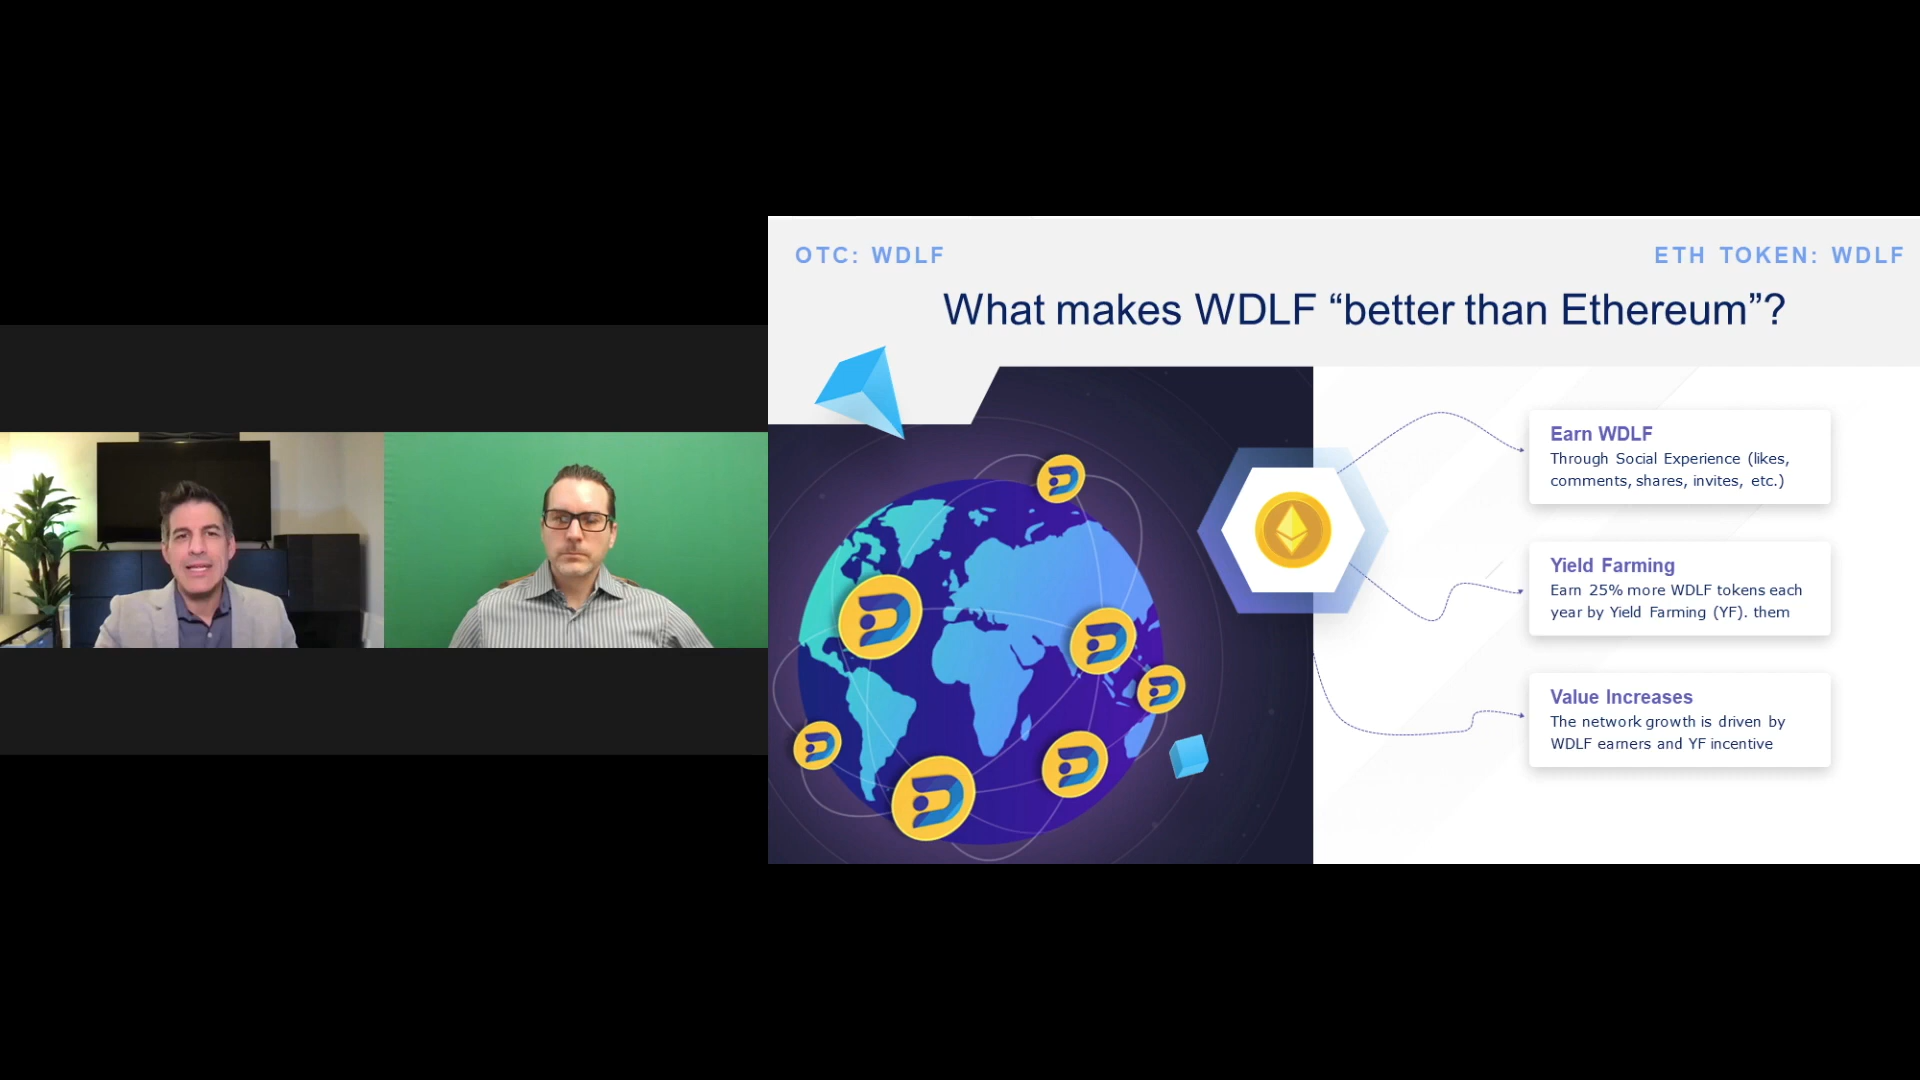 OTC: WDLF
ETH TOKEN: WDLF
What makes WDLF “better than Ethereum”?
Earn WDLF
Through Social Experience (likes,
comments, shares, invites, etc.)
Yield Farming
Earn 25% more WDLF tokens each
year by Yield Farming (YF). them
Value Increases
The network growth is driven by
WDLF earners and YF incentive